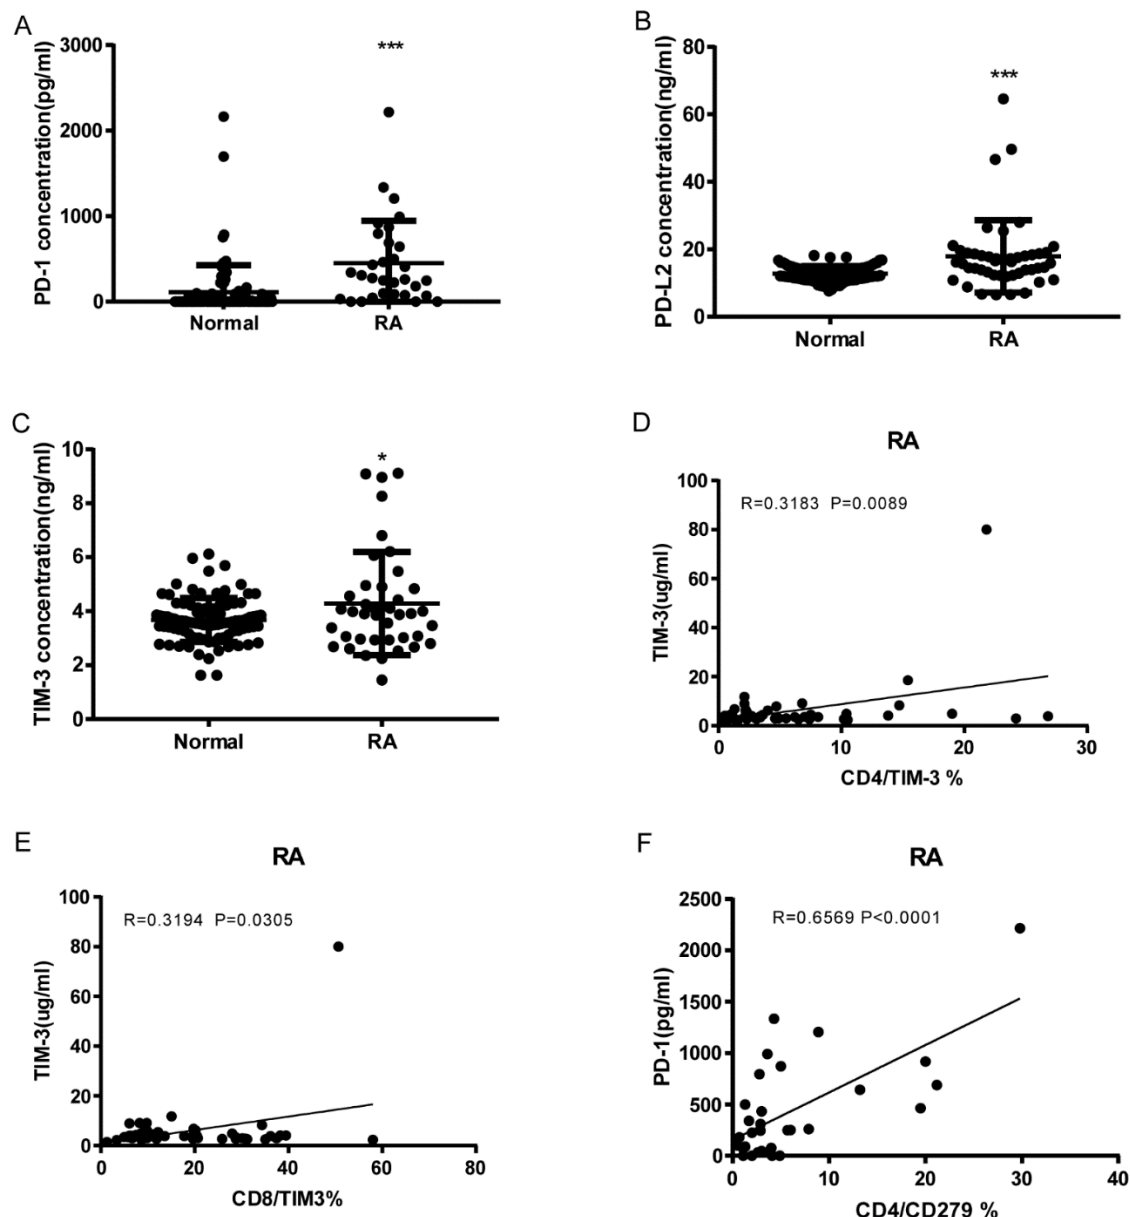 A
PD-1 concentration(pg/ml)
3000
2000
1000
0
***
Normal
RA
B
PD-L2 concentration(ng/ml)
80
60
40
20
0
***
Normal
RA
C
TIM-3 concentration(ng/ml)
10
8
6
4
2
0
*
Normal
RA
D
RA
R=0.3183 P=0.0089
TIM-3(ug/ml)
100
80
60
40
20
0
0 10 20 30
CD4/TIM-3 %
E
RA
R=0.3194 P=0.0305
TIM-3(ug/ml)
100
80
60
40
20
0
0 20 40 60 80
CD8/TIM3%
F
RA
R=0.6569 P<0.0001
PD-1(pg/ml)
2500
2000
1500
1000
500
0
0 10 20 30 40
CD4/CD279 %